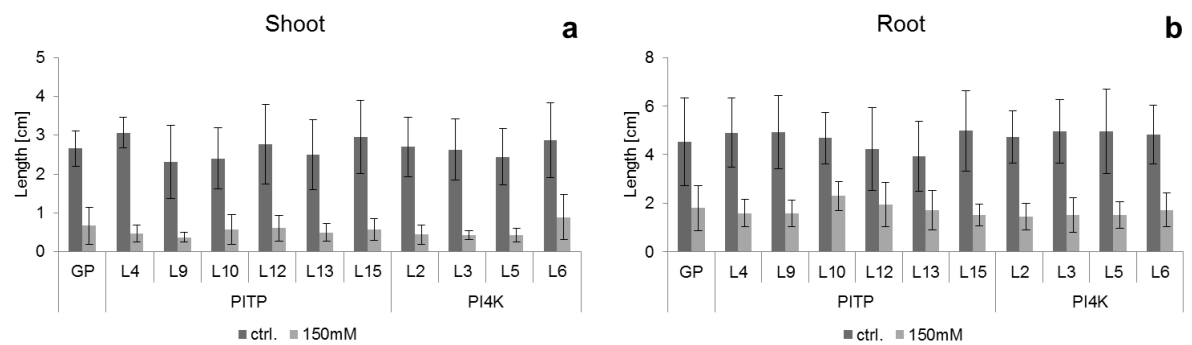 Shoot
a
5
4
3
2
1
0
Length [cm]
GP L4 L9 L10 L12 L13 L15 L2 L3 L5 L6
PITP PI4K
ctrl. 150mM
Root
b
8
6
4
2
0
Length [cm]
GP L4 L9 L10 L12 L13 L15 L2 L3 L5 L6
PITP PI4K
ctrl. 150mM